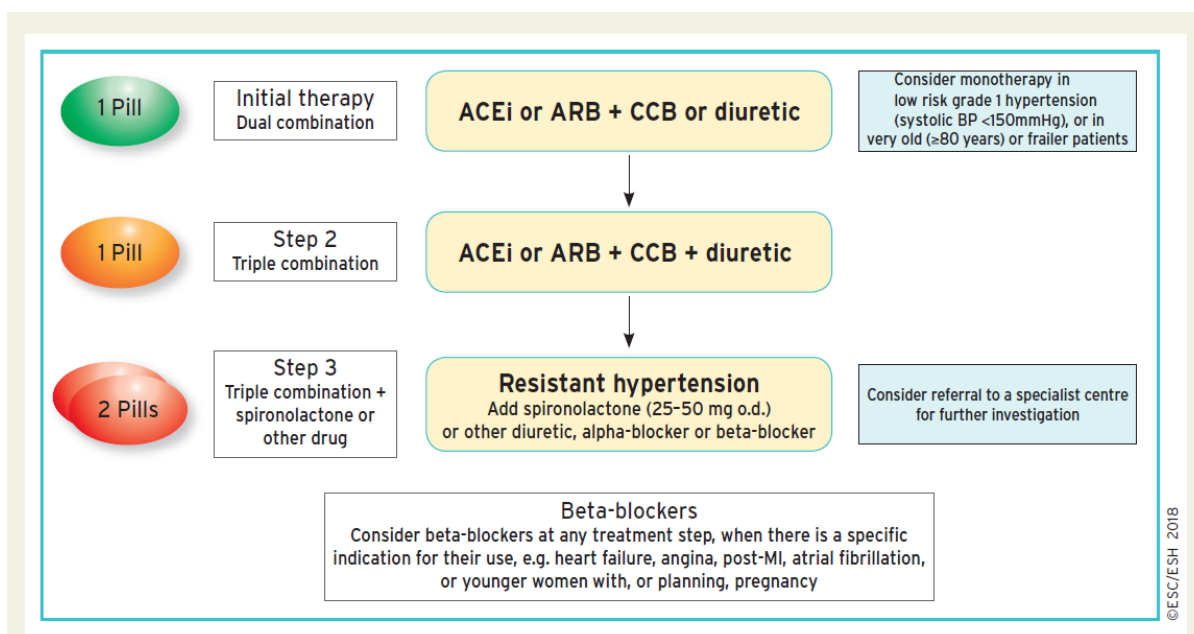 1 Pill
Initial therapy
Dual combination
ACEi or ARB + CCB or diuretic
Consider monotherapy in
low risk grade 1 hypertension
(systolic BP <150mmHg), or in
very old (≥80 years) or frailer patients
1 Pill
Step 2
Triple combination
ACEi or ARB + CCB + diuretic
2 Pills
Step 3
Triple combination +
spironolactone or
other drug
Resistant hypertension
Add spironolactone (25–50 mg o.d.)
or other diuretic, alpha-blocker or beta-blocker
Consider referral to a specialist centre
for further investigation
Beta-blockers
Consider beta-blockers at any treatment step, when there is a specific
indication for their use, e.g. heart failure, angina, post-MI, atrial fibrillation,
or younger women with, or planning, pregnancy
©ESC/ESH 2018